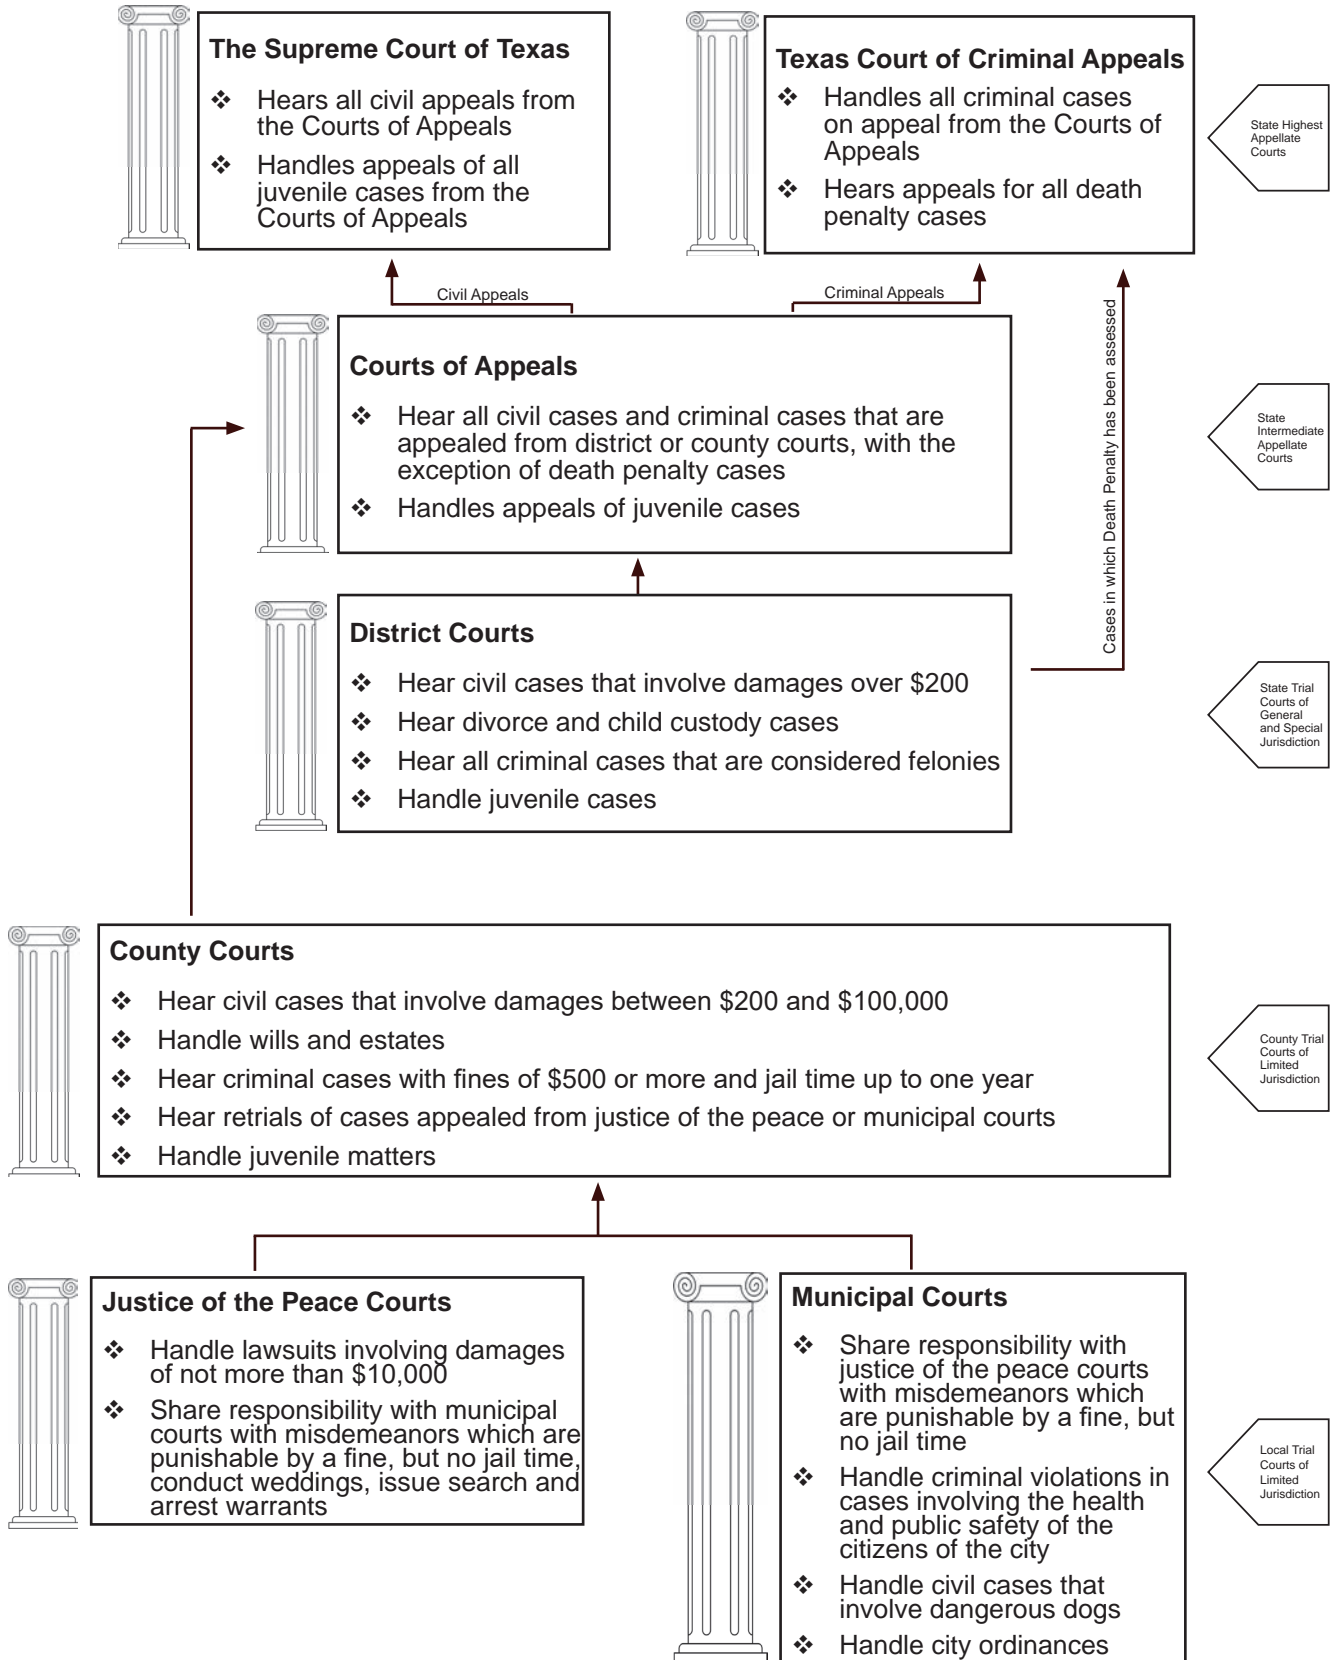 The Supreme Court of Texas
❖ Hears all civil appeals from
the Courts of Appeals
❖ Handles appeals of all
juvenile cases from the
Courts of Appeals
Texas Court of Criminal Appeals
❖ Handles all criminal cases
on appeal from the Courts of
Appeals
❖ Hears appeals for all death
penalty cases
State Highest
Appellate
Courts
Civil Appeals
Criminal Appeals
Cases in which Death Penalty has been assessed
Courts of Appeals
❖ Hear all civil cases and criminal cases that are
appealed from district or county courts, with the
exception of death penalty cases
❖ Handles appeals of juvenile cases
State
Intermediate
Appellate
Courts
District Courts
❖ Hear civil cases that involve damages over $200
❖ Hear divorce and child custody cases
❖ Hear all criminal cases that are considered felonies
❖ Handle juvenile cases
State Trial
Courts of
General
and Special
Jurisdiction
County Courts
❖ Hear civil cases that involve damages between $200 and $100,000
❖ Handle wills and estates
❖ Hear criminal cases with fines of $500 or more and jail time up to one year
❖ Hear retrials of cases appealed from justice of the peace or municipal courts
❖ Handle juvenile matters
County Trial
Courts of
Limited
Jurisdiction
Justice of the Peace Courts
❖ Handle lawsuits involving damages
of not more than $10,000
❖ Share responsibility with municipal
courts with misdemeanors which are
punishable by a fine, but no jail time,
conduct weddings, issue search and
arrest warrants
Municipal Courts
❖ Share responsibility with
justice of the peace courts
with misdemeanors which
are punishable by a fine, but
no jail time
❖ Handle criminal violations in
cases involving the health
and public safety of the
citizens of the city
❖ Handle civil cases that
involve dangerous dogs
❖ Handle city ordinances
Local Trial
Courts of
Limited
Jurisdiction